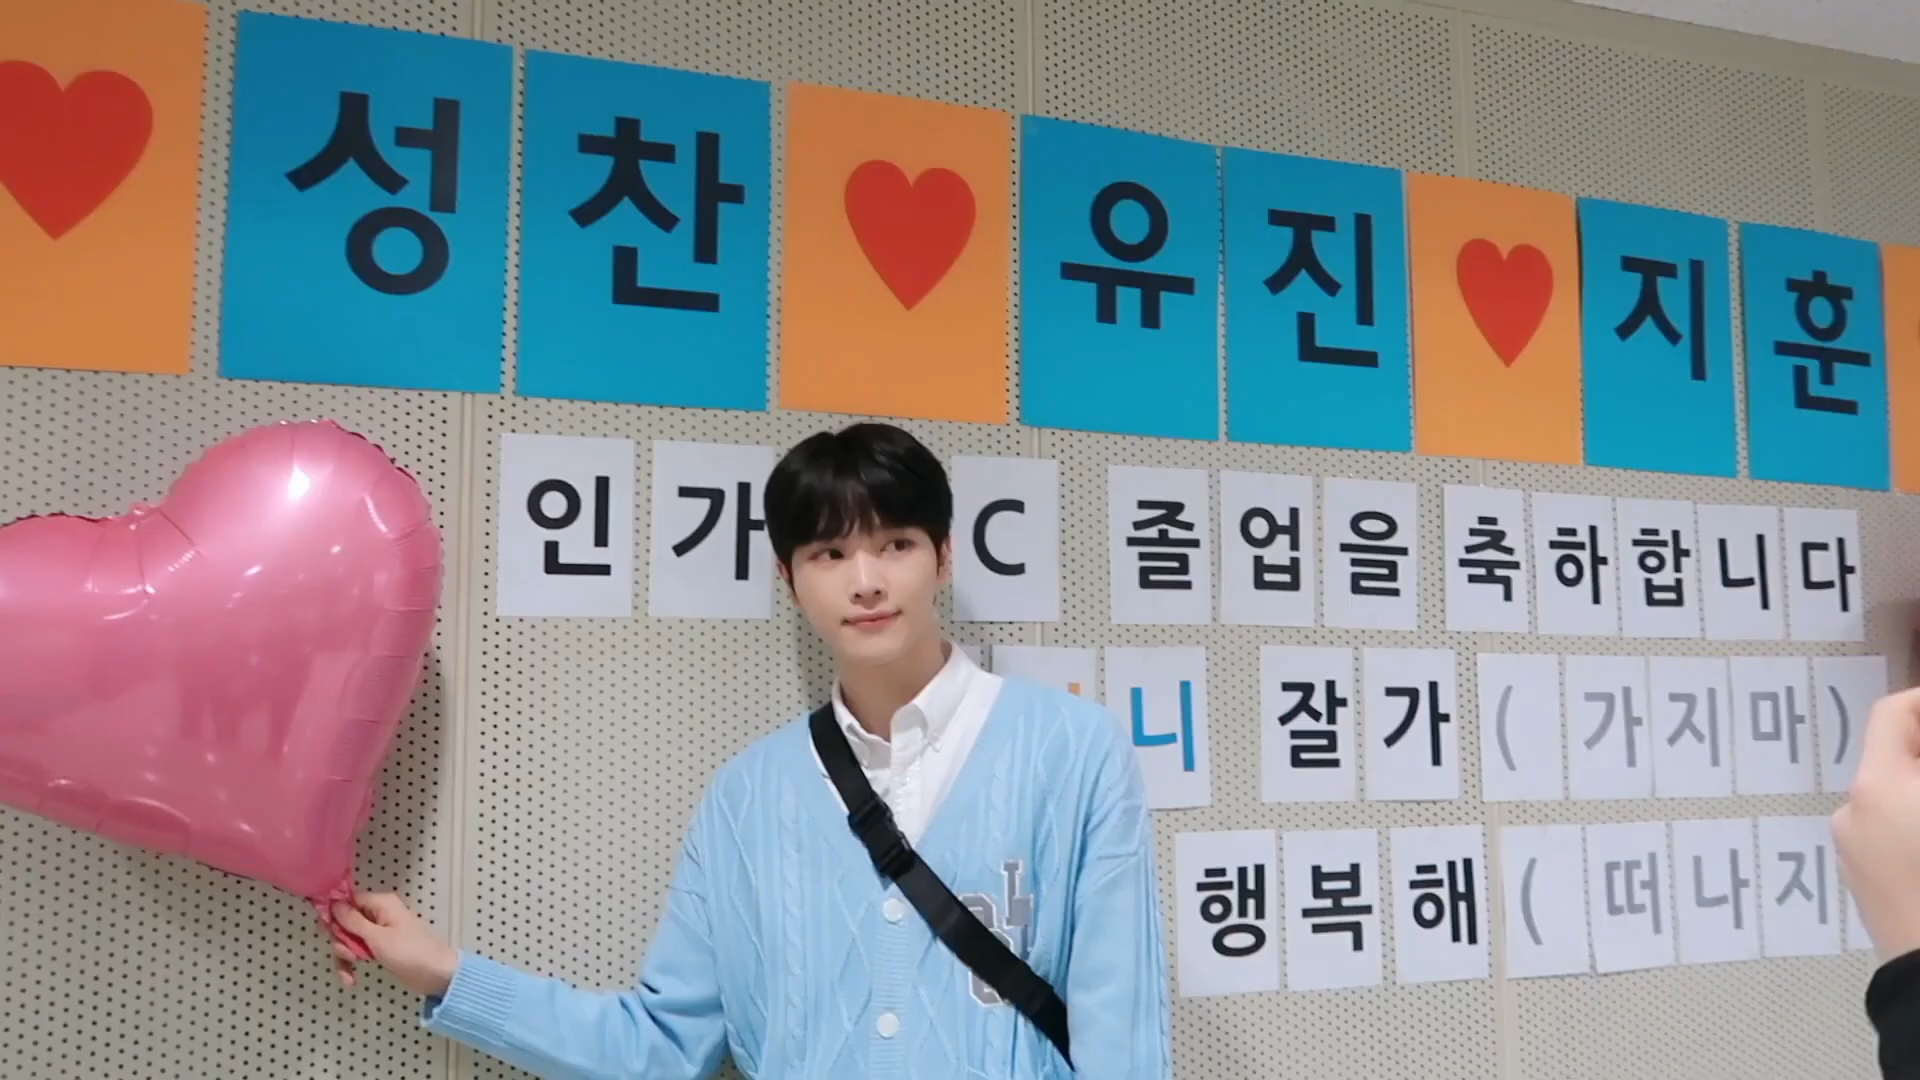 ♥ 성찬 ♥ 유진 ♥ 지훈
인가 C 졸업을 축하합니다
니 잘가 (가지마)
행복해 (떠나지